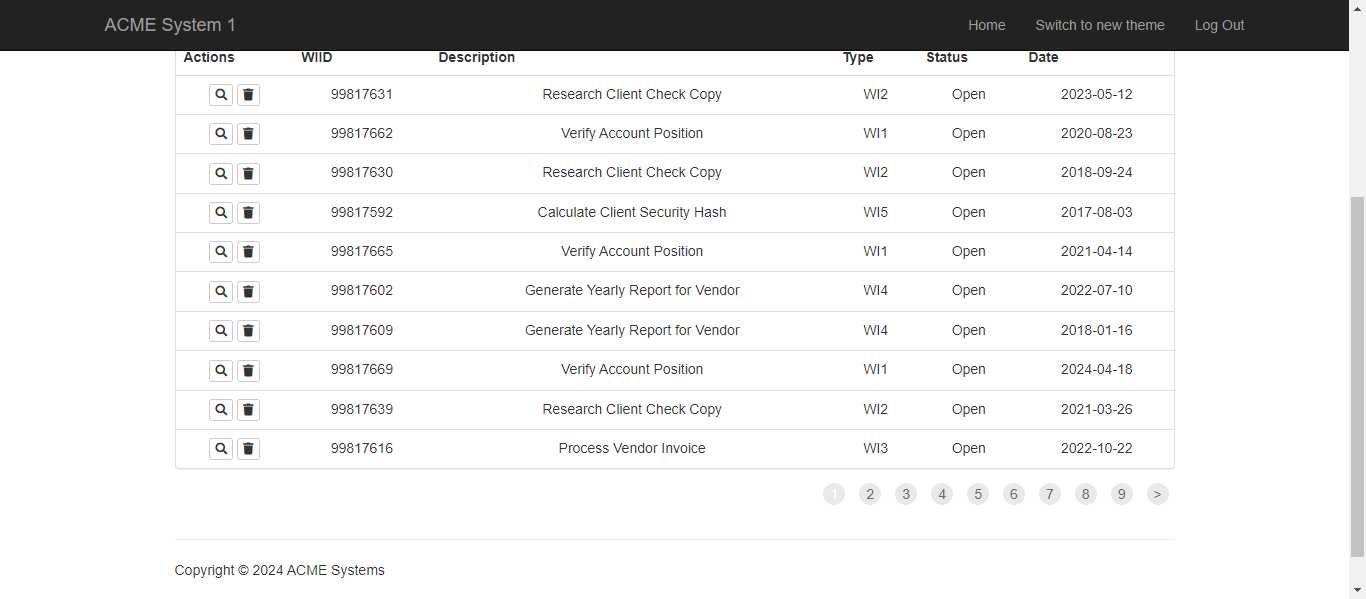 ACME System 1 Home Switch to new theme Log Out
Actions WIID Description Type Status Date
99817631 Research Client Check Copy WI2 Open 2023-05-12
99817662 Verify Account Position WI1 Open 2020-08-23
99817630 Research Client Check Copy WI2 Open 2018-09-24
99817592 Calculate Client Security Hash WI5 Open 2017-08-03
99817665 Verify Account Position WI1 Open 2021-04-14
99817602 Generate Yearly Report for Vendor WI4 Open 2022-07-10
99817609 Generate Yearly Report for Vendor WI4 Open 2018-01-16
99817669 Verify Account Position WI1 Open 2024-04-18
99817639 Research Client Check Copy WI2 Open 2021-03-26
99817616 Process Vendor Invoice WI3 Open 2022-10-22
1 2 3 4 5 6 7 8 9 >
Copyright © 2024 ACME Systems